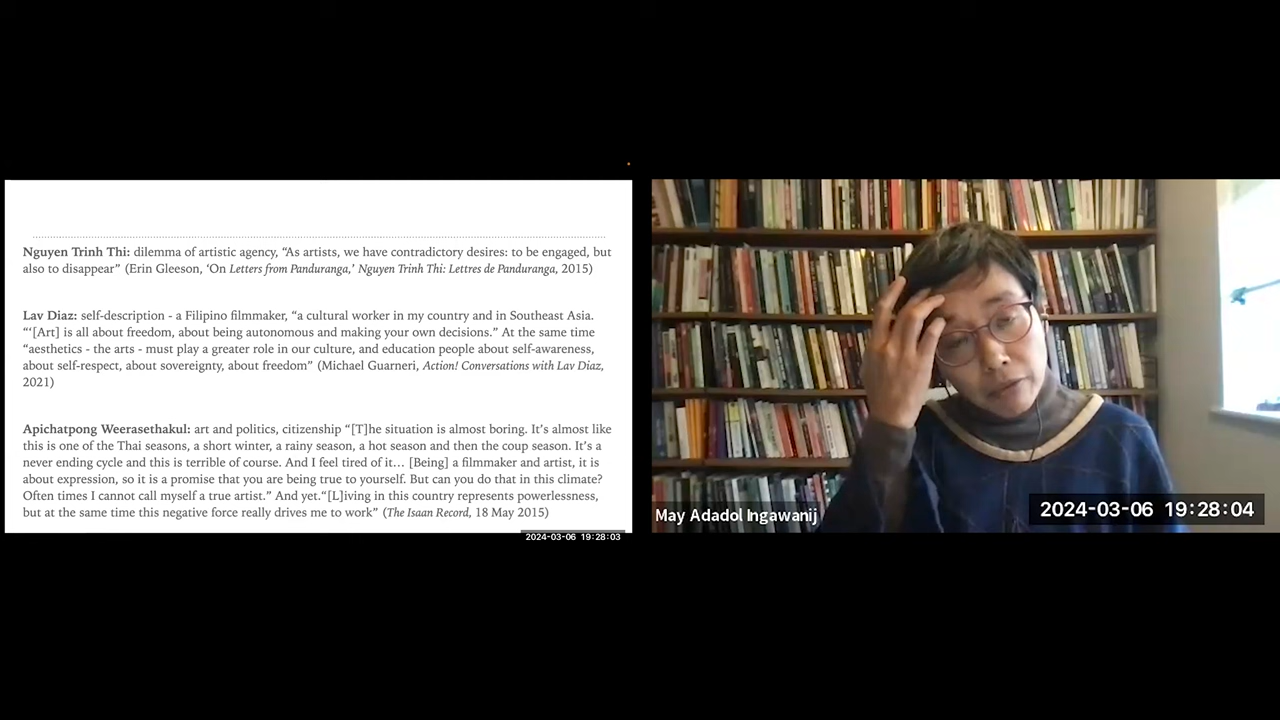 Nguyen Trinh Thi: dilemma of artistic agency, “As artists, we have contradictory desires: to be engaged, but
also to disappear” (Erin Gleeson, ‘On Letters from Panduranga,’ Nguyen Trinh Thi: Lettres de Panduranga, 2015)
Lav Diaz: self-description - a Filipino filmmaker, “a cultural worker in my country and in Southeast Asia.
“‘[Art] is all about freedom, about being autonomous and making your own decisions.” At the same time
“aesthetics - the arts - must play a greater role in our culture, and education people about self-awareness,
about self-respect, about sovereignty, about freedom” (Michael Guarneri, Action! Conversations with Lav Diaz,
2021)
Apichatpong Weerasethakul: art and politics, citizenship “[T]he situation is almost boring. It’s almost like
this is one of the Thai seasons, a short winter, a rainy season, a hot season and then the coup season. It’s a
never ending cycle and this is terrible of course. And I feel tired of it… [Being] a filmmaker and artist, it is
about expression, so it is a promise that you are being true to yourself. But can you do that in this climate?
Often times I cannot call myself a true artist.” And yet.“[L]iving in this country represents powerlessness,
but at the same time this negative force really drives me to work” (The Isaan Record, 18 May 2015)
2024-03-06 19:28:03
May Adadol Ingawanij
2024-03-06 19:28:04